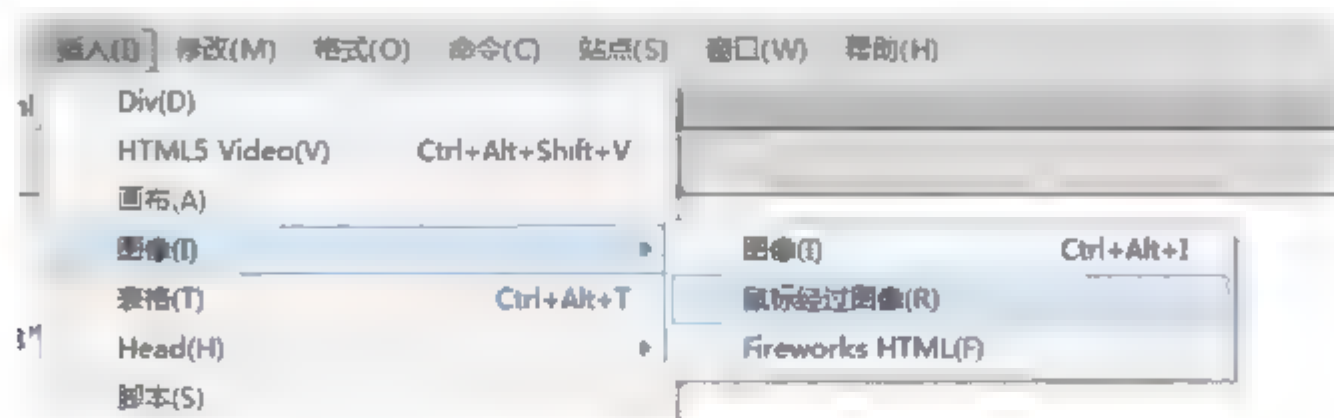 插入(I) 修改(M) 格式(O) 命令(C) 站点(S) 窗口(W) 帮助(H)
Div(D)
HTML5 Video(V) Ctrl+Alt+Shift+V
画布(A)
图像(I) 图像(I) Ctrl+Alt+I
表格(T) Ctrl+Alt+T 鼠标经过图像(R)
Head(H) Fireworks HTML(F)
脚本(S)